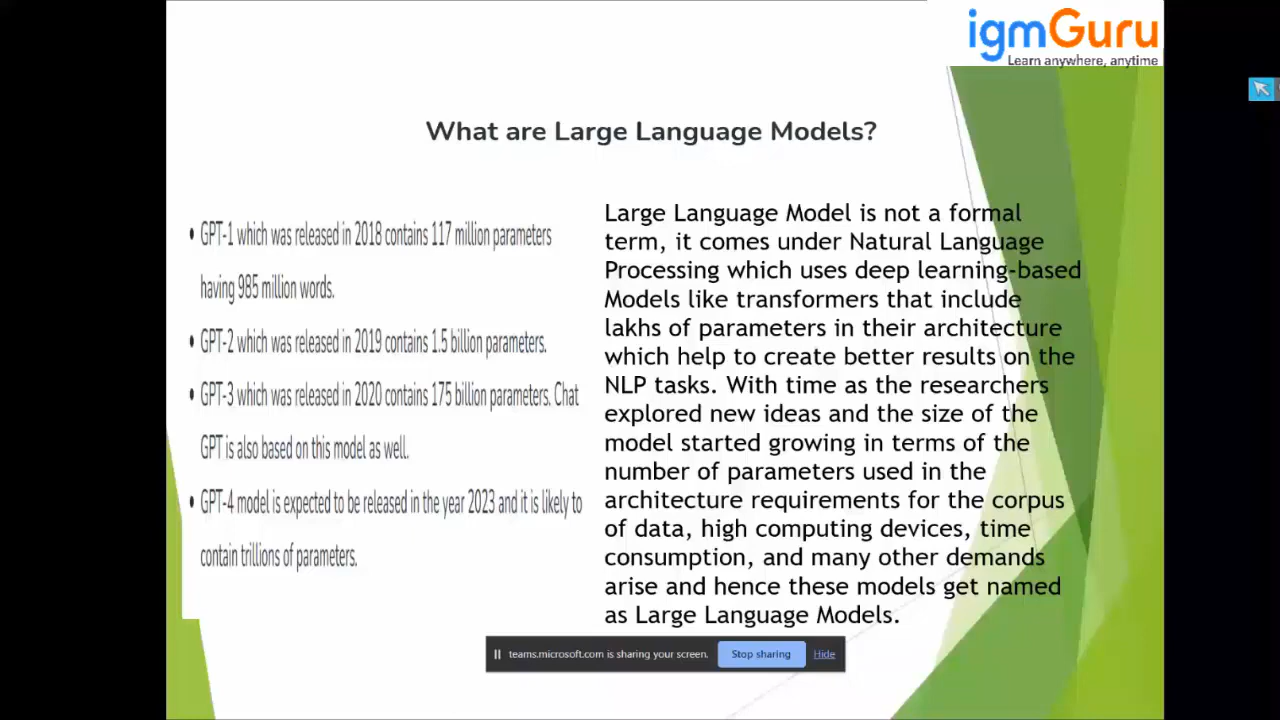 igmGuru
Learn anywhere, anytime
What are Large Language Models?
• GPT-1 which was released in 2018 contains 117 million parameters
having 985 million words.
• GPT-2 which was released in 2019 contains 1.5 billion parameters.
• GPT-3 which was released in 2020 contains 175 billion parameters. Chat
GPT is also based on this model as well.
• GPT-4 model is expected to be released in the year 2023 and it is likely to
contain trillions of parameters.
Large Language Model is not a formal
term, it comes under Natural Language
Processing which uses deep learning-based
Models like transformers that include
lakhs of parameters in their architecture
which help to create better results on the
NLP tasks. With time as the researchers
explored new ideas and the size of the
model started growing in terms of the
number of parameters used in the
architecture requirements for the corpus
of data, high computing devices, time
consumption, and many other demands
arise and hence these models get named
as Large Language Models.
teams.microsoft.com is sharing your screen. Stop sharing Hide